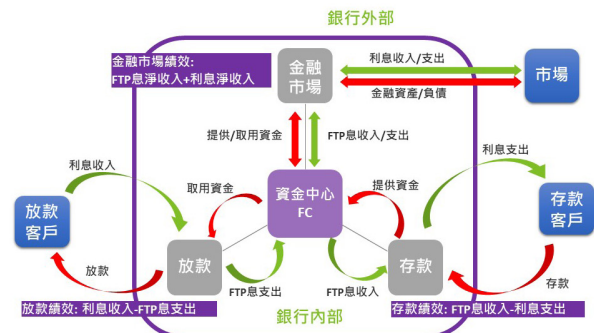 銀行外部
金融市場績效:
FTP息淨收入+利息淨收入
金融
市場
利息收入/支出
金融資產/負債
市場
提供/取用資金
FTP息收入/支出
利息收入
利息支出
取用資金
資金中心
FC
提供資金
放款
客戶
存款
客戶
放款
存款
放款
FTP息支出
FTP息收入
存款
放款績效: 利息收入-FTP息支出
銀行內部
存款績效: FTP息收入-利息支出